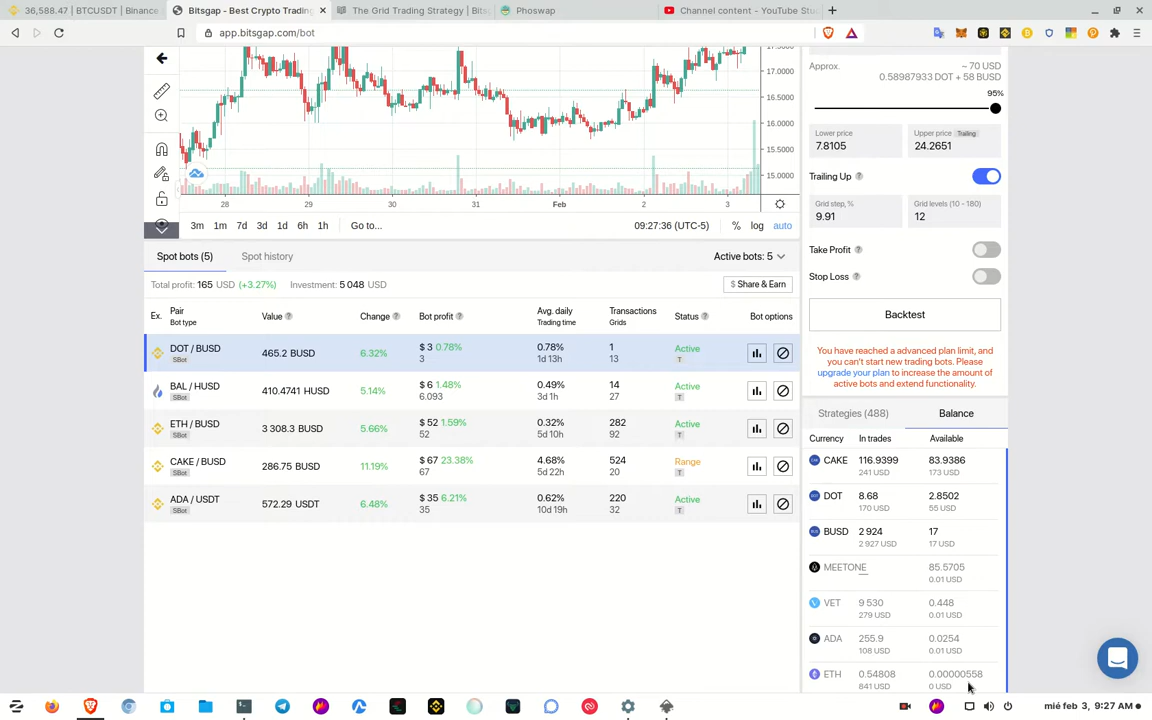 36,588.47 | BTCUSDT | Binance
Bitsgap - Best Crypto Trading
The Grid Trading Strategy | Bits
Phoswap
Channel content - YouTube Stu
app.bitsgap.com/bot
17.0000
16.5000
16.0000
15.5000
15.0000
28
29
30
31
Feb
2
3
3m 1m 7d 3d 1d 6h 1h Go to...
09:27:36 (UTC-5) % log auto
Spot bots (5)
Spot history
Active bots: 5
Total profit: 165 USD (+3.27%) Investment: 5 048 USD
$ Share & Earn
Ex.
Pair
Bot type
Value
Change
Bot profit
Avg. daily
Trading time
Transactions
Grids
Status
Bot options
DOT / BUSD
SBot
465.2 BUSD
6.32%
$ 3 0.78%
3
0.78%
1d 13h
1
13
Active
T
BAL / HUSD
SBot
410.4741 HUSD
5.14%
$ 6 1.48%
6.093
0.49%
3d 1h
14
27
Active
T
ETH / BUSD
SBot
3 308.3 BUSD
5.66%
$ 52 1.59%
52
0.32%
5d 10h
282
92
Active
T
CAKE / BUSD
SBot
286.75 BUSD
11.19%
$ 67 23.38%
67
4.68%
5d 22h
524
20
Range
T
ADA / USDT
SBot
572.29 USDT
6.48%
$ 35 6.21%
35
0.62%
10d 19h
220
32
Active
T
Approx.
~ 70 USD
0.58987933 DOT + 58 BUSD
95%
Lower price
7.8105
Upper price Trailing
24.2651
Trailing Up
Grid step, %
9.91
Grid levels (10 - 180)
12
Take Profit
Stop Loss
Backtest
You have reached a advanced plan limit, and
you can't start new trading bots. Please
upgrade your plan to increase the amount of
active bots and extend functionality.
Strategies (488)
Balance
Currency In trades Available
CAKE 116.9399 83.9386
241 USD 173 USD
DOT 8.68 2.8502
170 USD 55 USD
BUSD 2 924 17
2 927 USD 17 USD
MEETONE 85.5705
0.01 USD
VET 9 530 0.448
279 USD 0.01 USD
ADA 255.9 0.0254
108 USD 0.01 USD
ETH 0.54808 0.00000558
841 USD 0 USD
mié feb 3, 9:27 AM